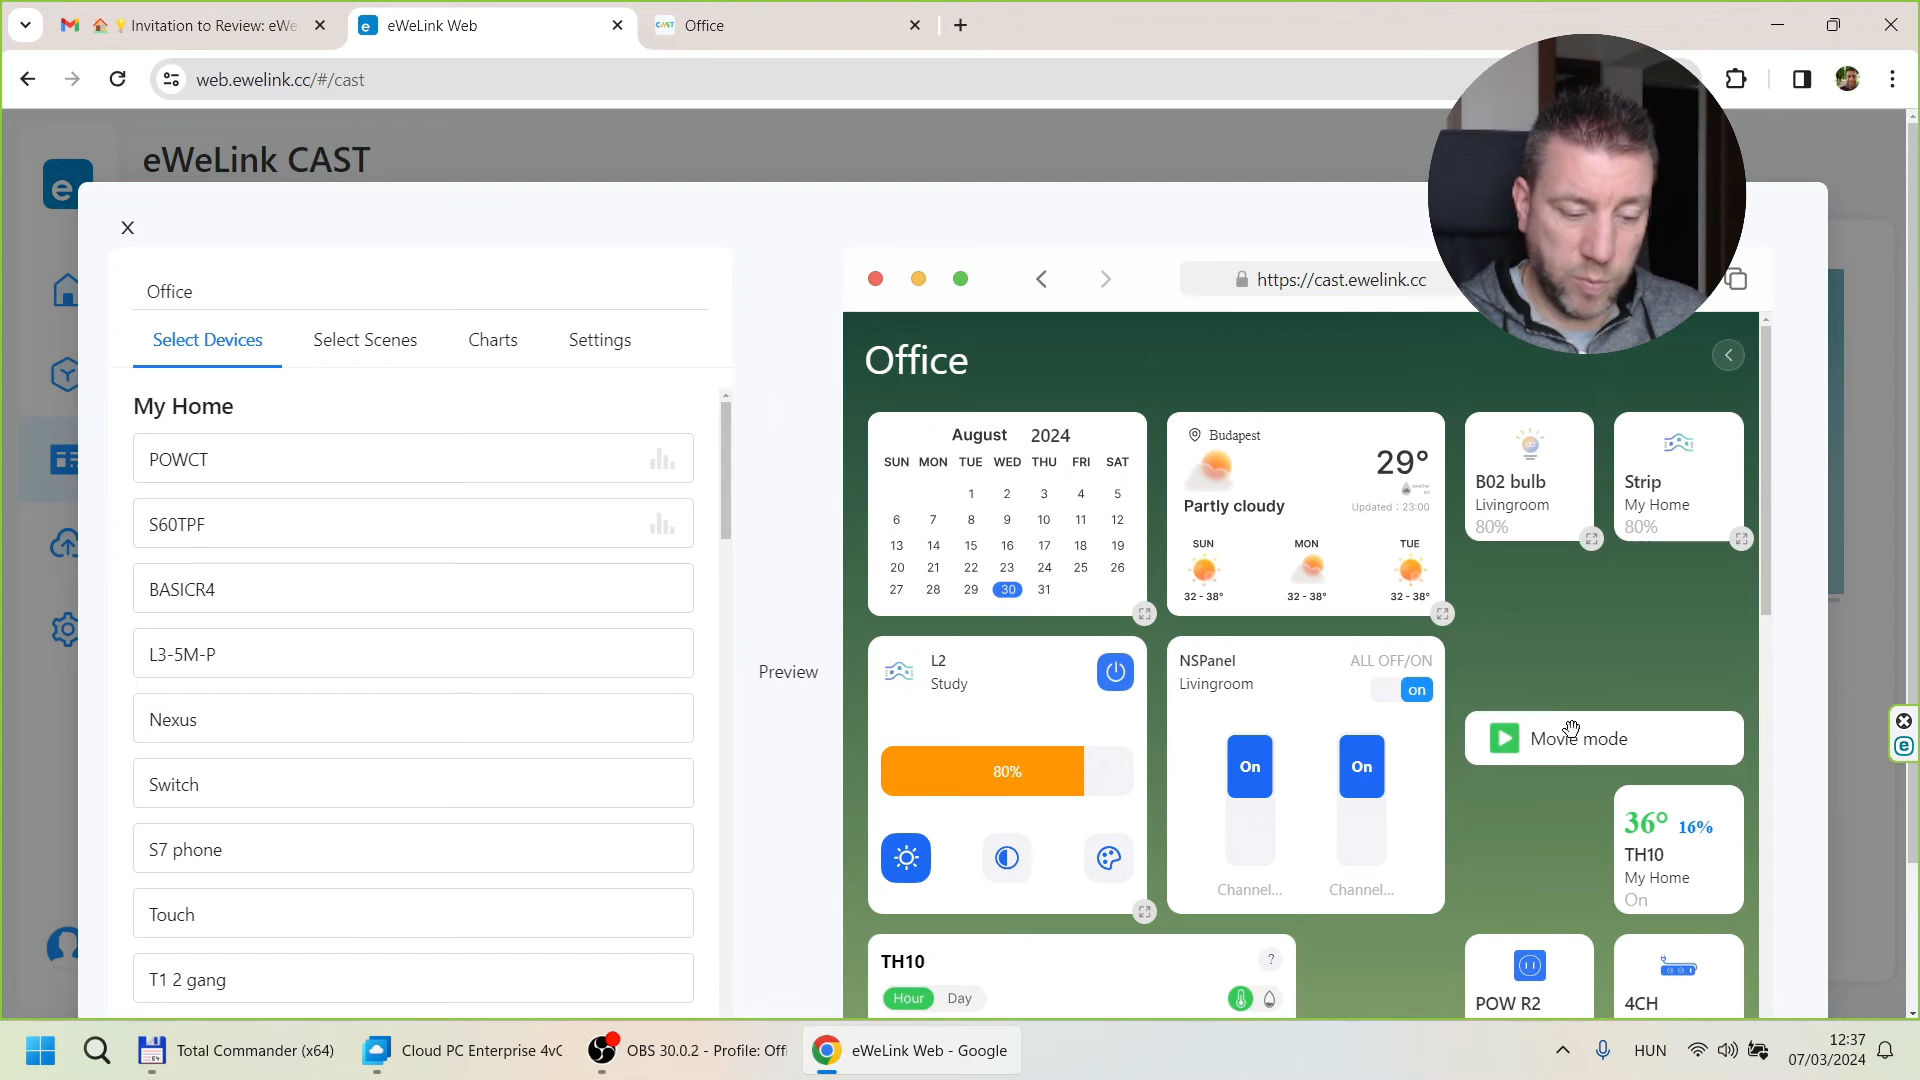 Invitation to Review: eWe
eWeLink Web
CAST
Office
web.ewelink.cc/#/cast
eWeLink CAST
X
Office
Select Devices
Select Scenes
Charts
Settings
My Home
POWCT
S60TPF
BASICR4
L3-5M-P
Nexus
Switch
S7 phone
Touch
T1 2 gang
Preview
https://cast.ewelink.cc
Office
August 2024
SUN MON TUE WED THU FRI SAT
1 2 3 4 5
6 7 8 9 10 11 12
13 14 15 16 17 18 19
20 21 22 23 24 25 26
27 28 29 30 31
Budapest
29°
Partly cloudy
Updated : 23:00
SUN MON TUE
32 - 38° 32 - 38° 32 - 38°
B02 bulb
Livingroom
80%
Strip
My Home
80%
L2
Study
80%
NSPanel
Livingroom
ALL OFF/ON
on
On On
Channel... Channel...
Movie mode
36° 16%
TH10
My Home
On
TH10
?
Hour Day
POW R2
4CH
Total Commander (x64)
Cloud PC Enterprise 4vC
OBS 30.0.2 - Profile: Offi
eWeLink Web - Google
HUN
12:37
07/03/2024